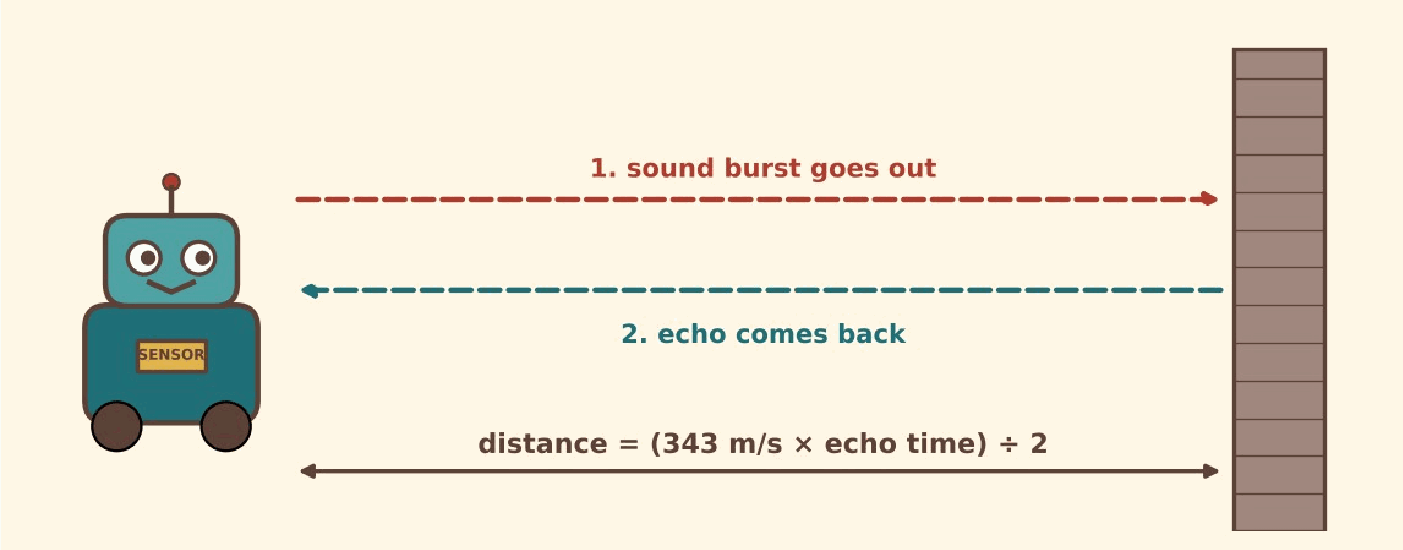 1. sound burst goes out
2. echo comes back
SENSOR
distance = (343 m/s × echo time) ÷ 2